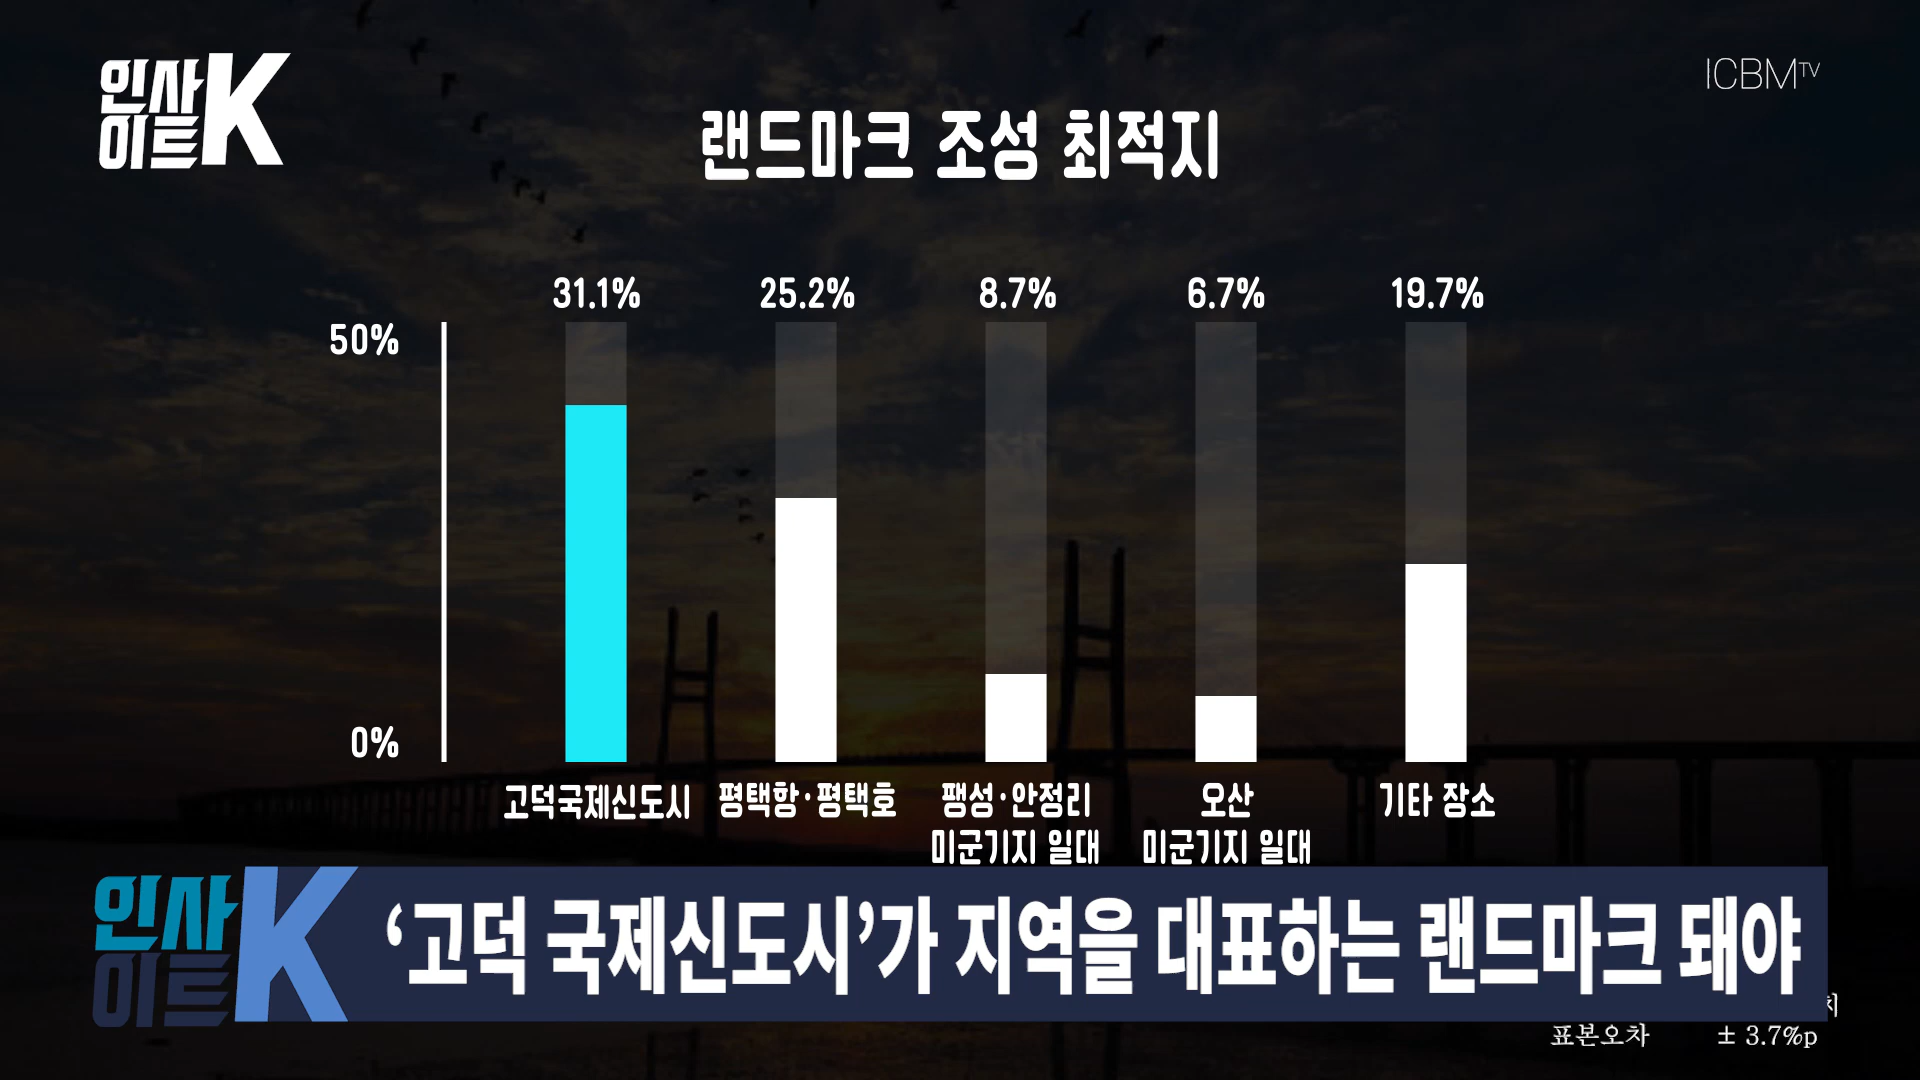 인사
이트K
ICBMTV
랜드마크 조성 최적지
31.1% 25.2% 8.7% 6.7% 19.7%
50%
0%
고덕국제신도시 평택항·평택호 팽성·안정리 오산 기타 장소
미군기지 일대 미군기지 일대
인사
이트K
‘고덕 국제신도시’가 지역을 대표하는 랜드마크 돼야
표본오차 ± 3.7%p